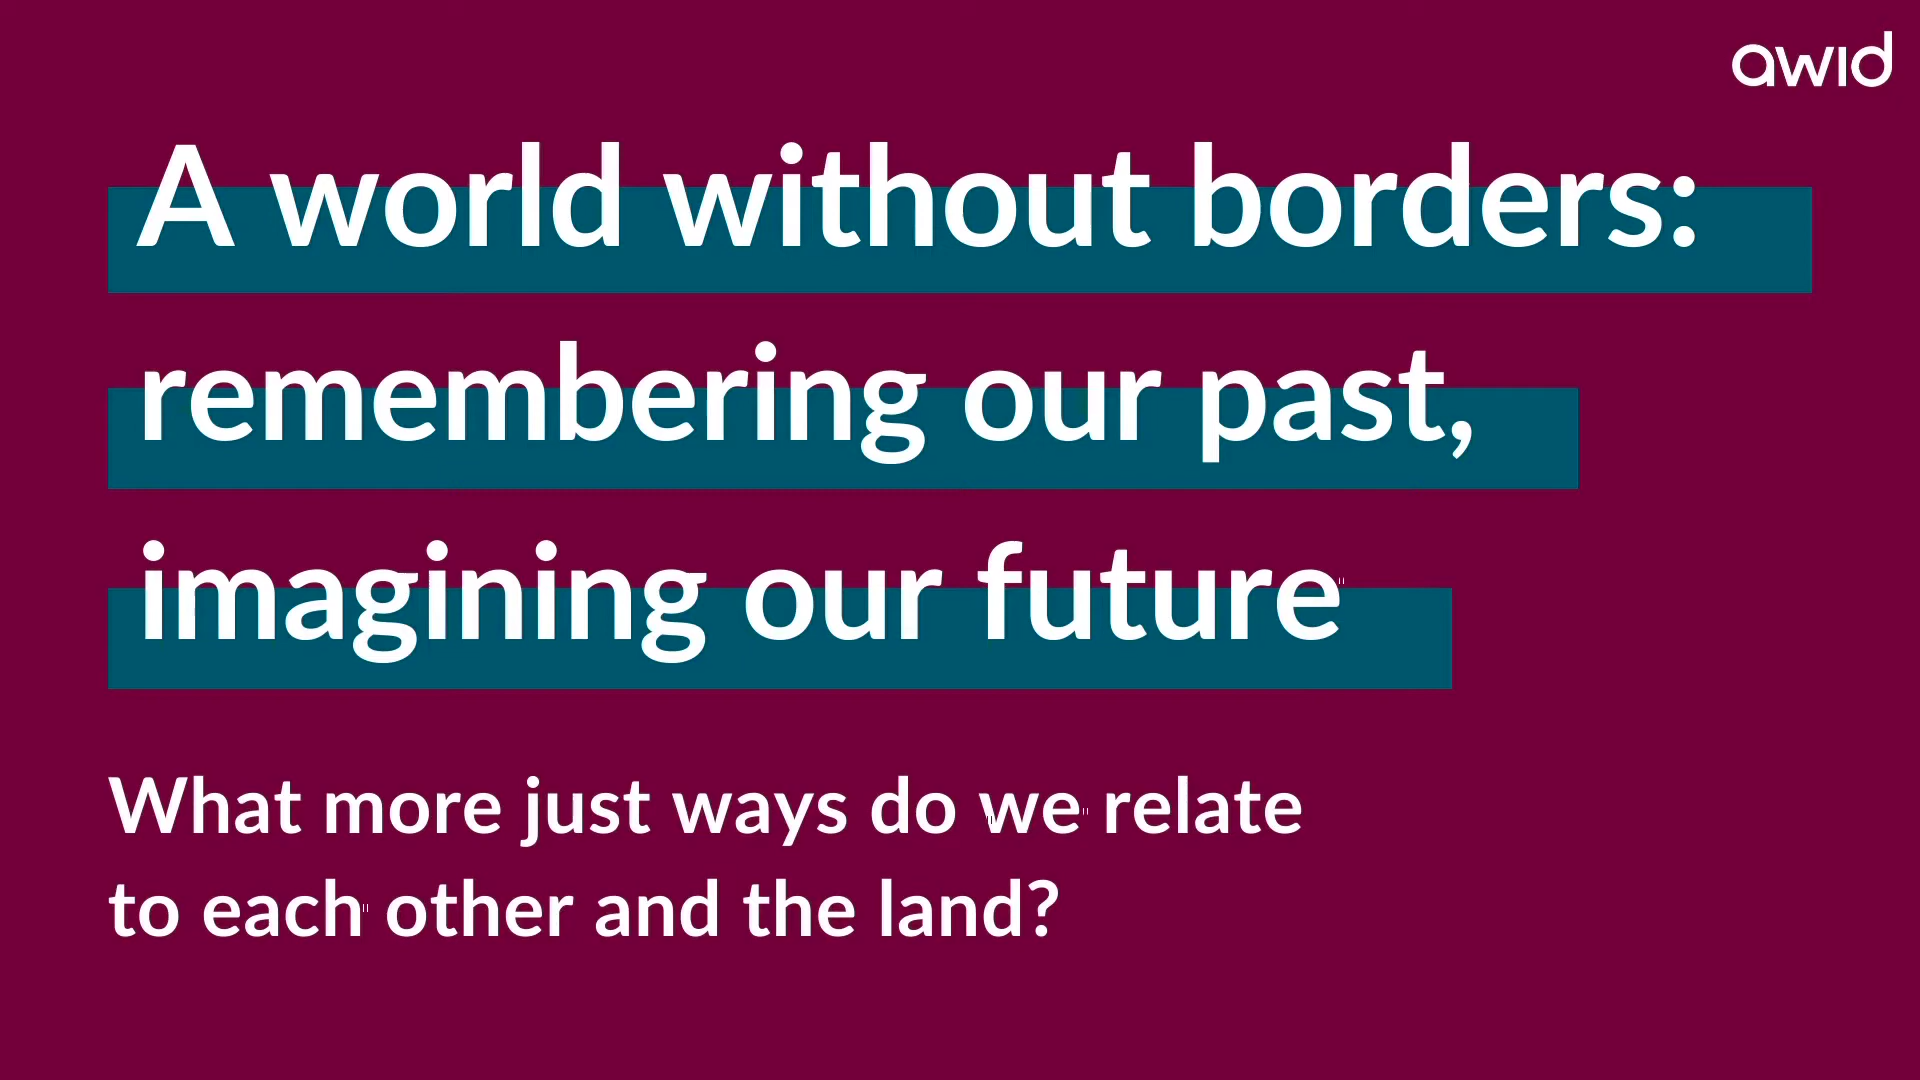 awid
A world without borders:
remembering our past,
imagining our future"
What more just ways do "we" relate
to each" other and the land?